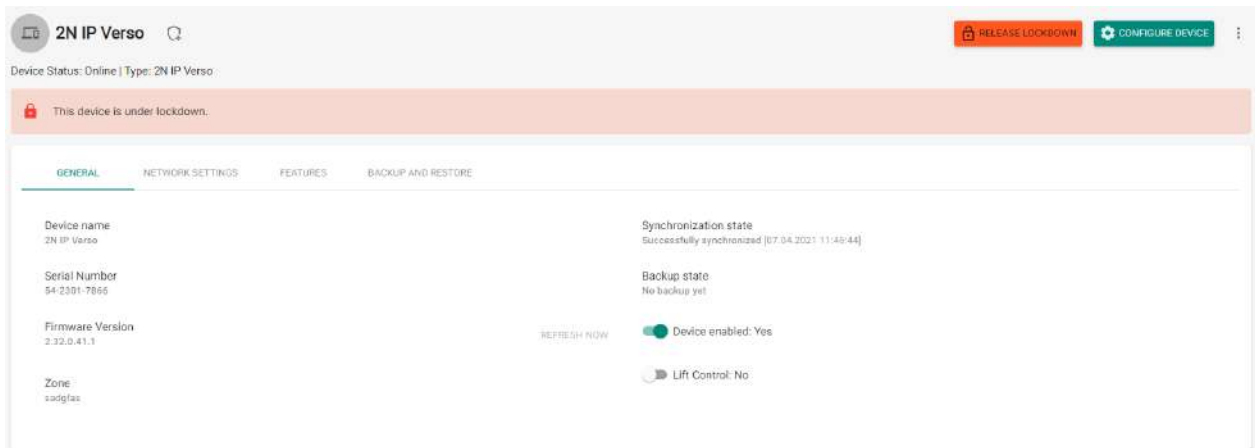 2N IP Verso
RELEASE LOCKDOWN
CONFIGURE DEVICE
Device Status: Online | Type: 2N IP Verso
This device is under lockdown.
GENERAL NETWORK SETTINGS FEATURES BACKUP AND RESTORE
Device name
2N IP Verso
Serial Number
54-2301-7866
Firmware Version
2.32.0.41.1
REFRESH NOW
Zone
sadgfas
Synchronization state
Successfully synchronized [07.04.2021 11:46:44]
Backup state
No backup yet
Device enabled: Yes
Lift Control: No